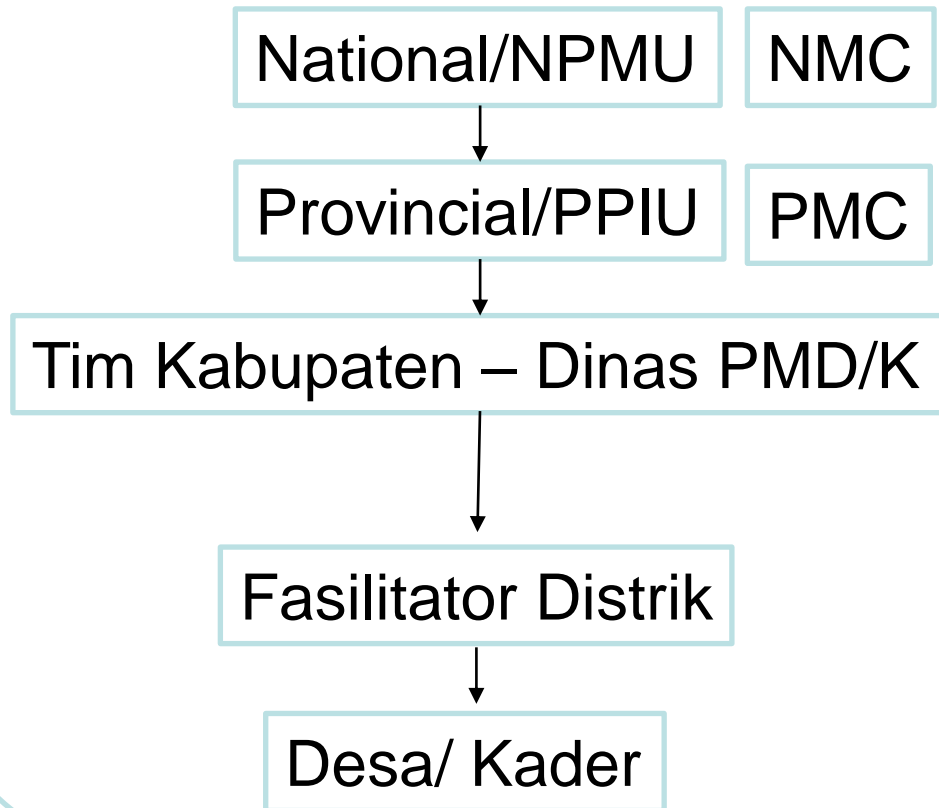 National/NPMU
NMC
Provincial/PPIU
PMC
Tim Kabupaten – Dinas PMD/K
Fasilitator Distrik
Desa/ Kader